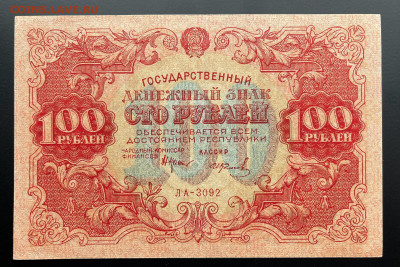 ГОСУДАРСТВЕННЫЙ
ДЕНЕЖНЫЙ ЗНАК
СТО РУБЛЕЙ
100 100
РУБЛЕЙ РУБЛЕЙ
ОБЕСПЕЧИВАЕТСЯ ВСЕМ
ДОСТОЯНИЕМ РЕСПУБЛИКИ
НАРОДНЫЙ КОМИССАР
ФИНАНСОВ
КАССИР
ЛА-3092